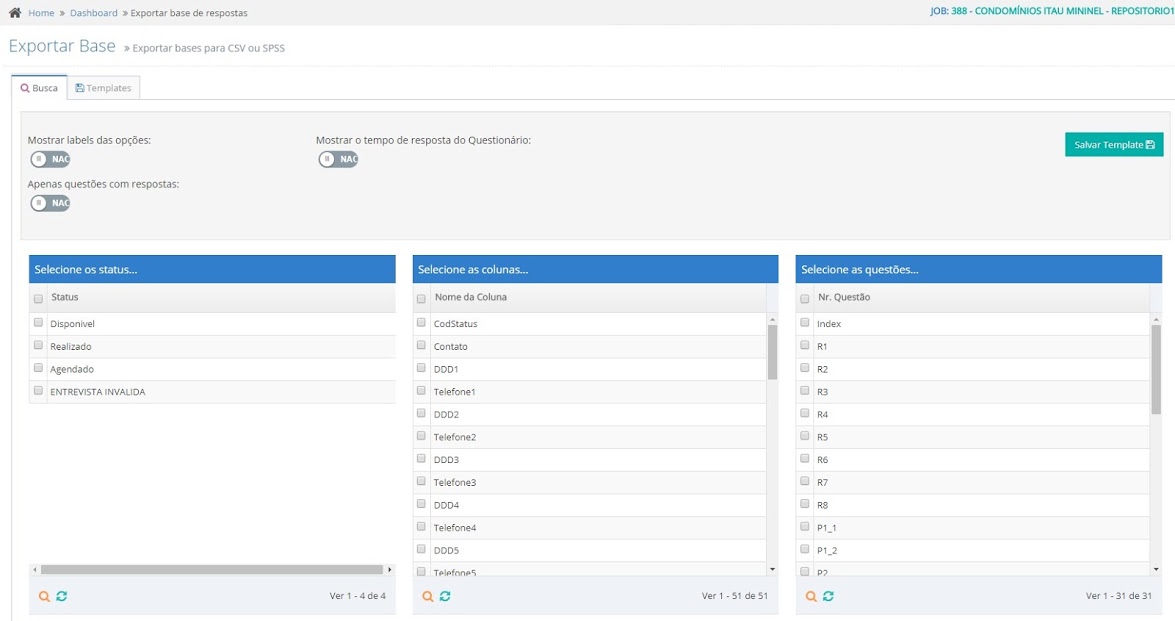 Home » Dashboard » Exportar base de respostas
JOB: 388 - CONDOMÍNIOS ITAU MININEL - REPOSITORIO1
Exportar Base » Exportar bases para CSV ou SPSS
Busca
Templates
Mostrar labels das opções:
NAO
Mostrar o tempo de resposta do Questionário:
NAO
Salvar Template
Apenas questões com respostas:
NAO
Selecione os status...
Status
Disponivel
Realizado
Agendado
ENTREVISTA INVALIDA
Ver 1 - 4 de 4
Selecione as colunas...
Nome da Coluna
CodStatus
Contato
DDD1
Telefone1
DDD2
Telefone2
DDD3
Telefone3
DDD4
Telefone4
DDD5
Telefone5
Ver 1 - 51 de 51
Selecione as questões...
Nr. Questão
Index
R1
R2
R3
R4
R5
R6
R7
R8
P1_1
P1_2
P2
Ver 1 - 31 de 31